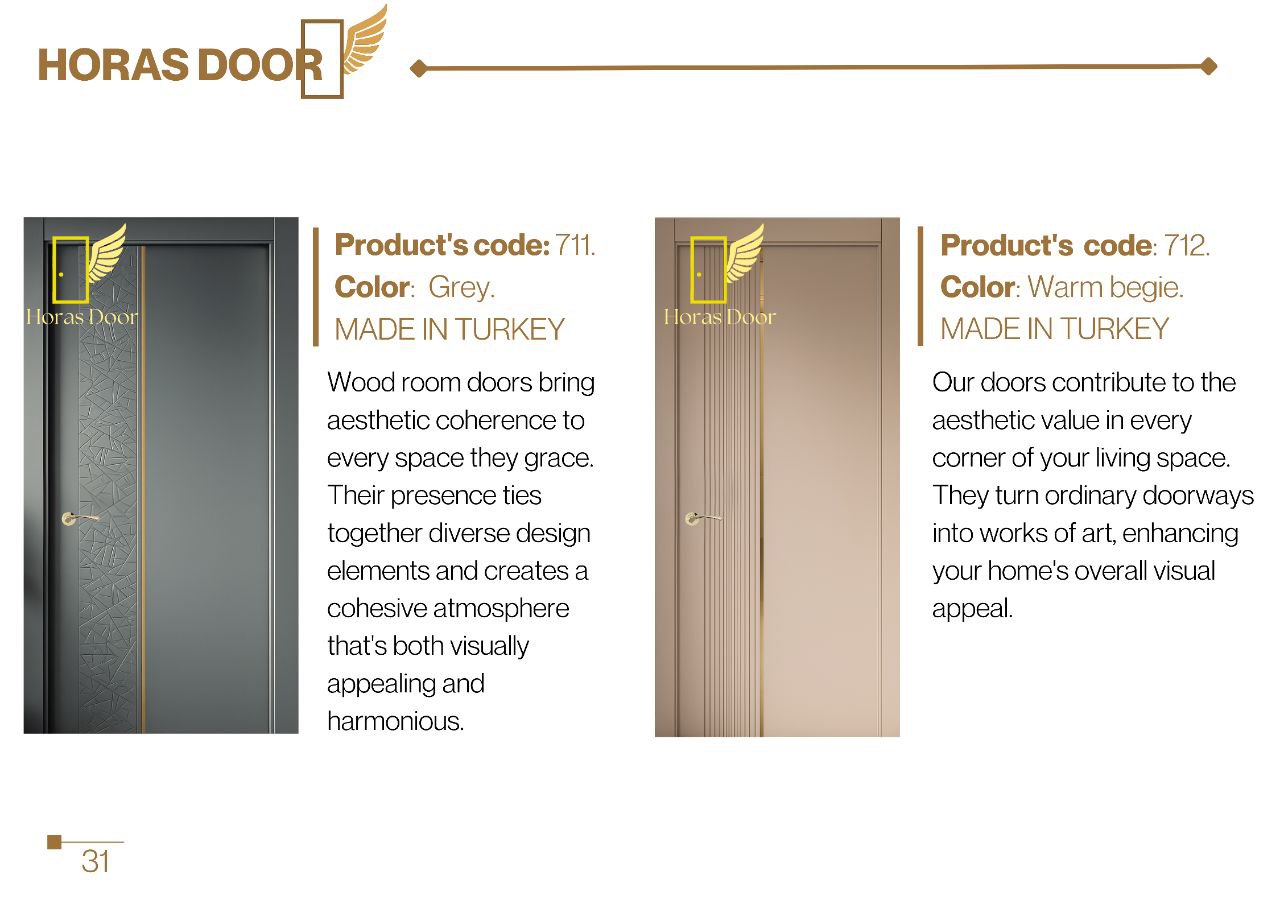 HORAS DOOR
Horas Door
Product's code: 711.
Color:  Grey.
MADE IN TURKEY
Wood room doors bring
aesthetic coherence to
every space they grace.
Their presence ties
together diverse design
elements and creates a
cohesive atmosphere
that's both visually
appealing and
harmonious.
Horas Door
Product's  code: 712.
Color: Warm begie.
MADE IN TURKEY
Our doors contribute to the
aesthetic value in every
corner of your living space.
They turn ordinary doorways
into works of art, enhancing
your home's overall visual
appeal.
31